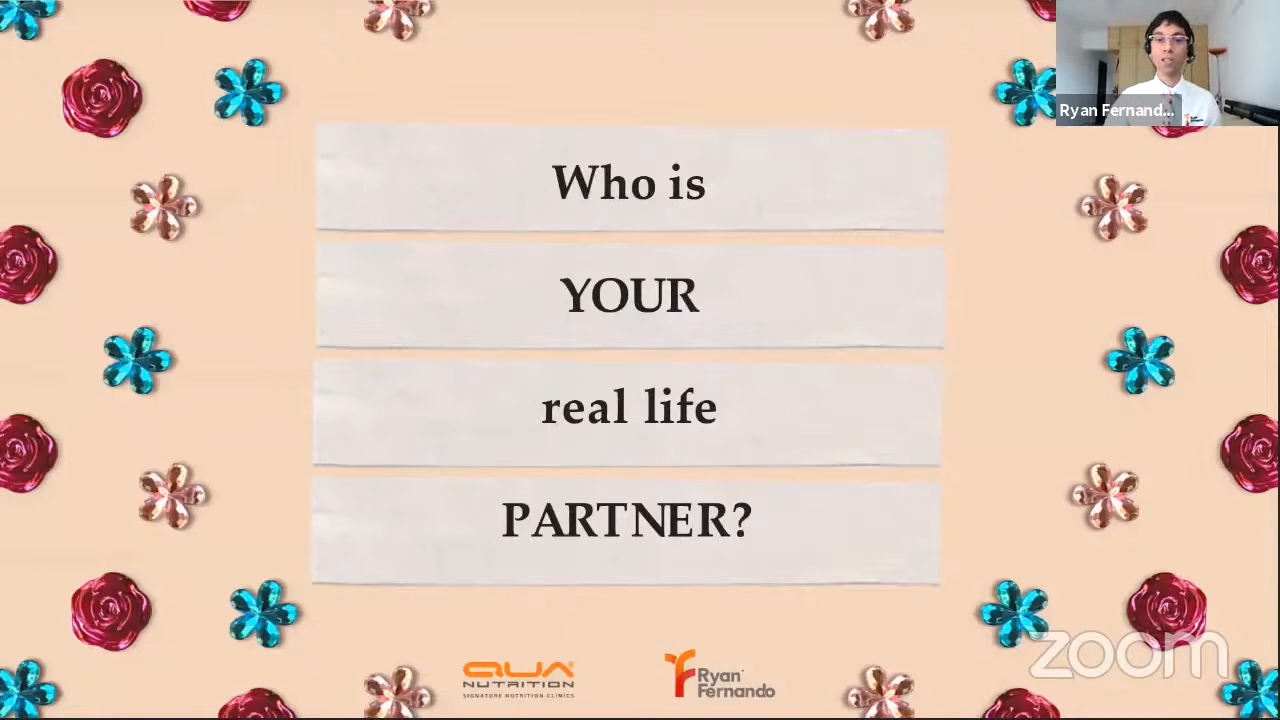 Ryan Fernand...
Who is
YOUR
real life
PARTNER?
QUA
NUTRITION
SIGNATURE NUTRITION CLINICS
Ryan
Fernando
zoom